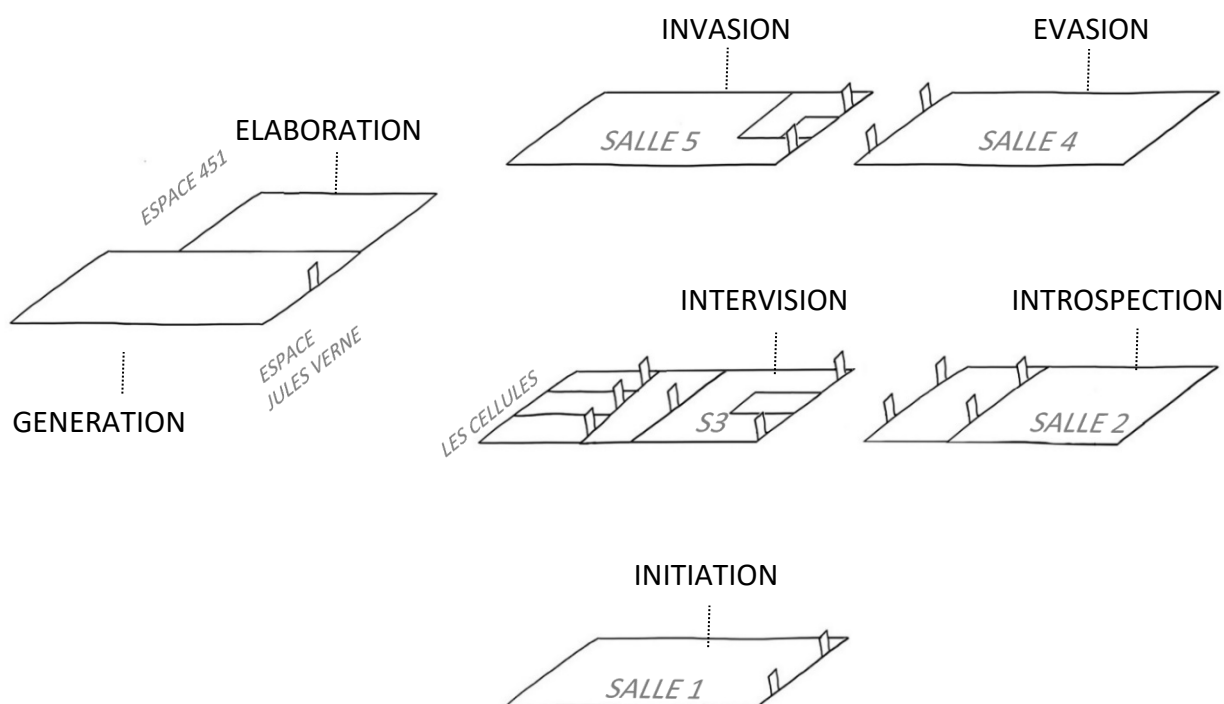 INVASION
EVASION
ELABORATION
SALLE 5
SALLE 4
ESPACE 451
INTERVISION
INTROSPECTION
ESPACE
JULES VERNE
GENERATION
LES CELLULES
S3
SALLE 2
INITIATION
SALLE 1